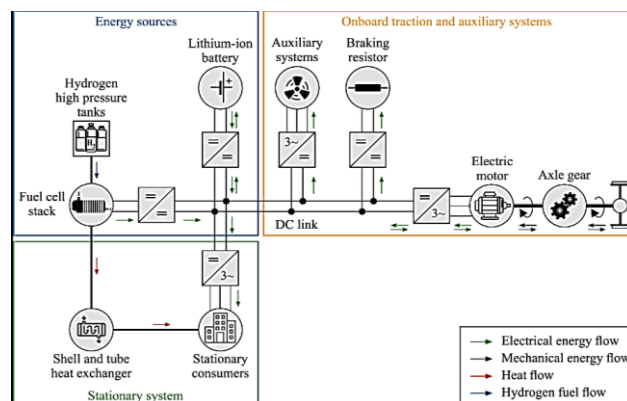 Energy sources
Onboard traction and auxiliary systems
Lithium-ion
battery
Auxiliary
systems
Braking
resistor
Hydrogen
high pressure
tanks
H2
3~
Electric
motor
Axle gear
Fuel cell
stack
DC link
3~
3~
Shell and tube
heat exchanger
Stationary
consumers
Stationary system
Electrical energy flow
Mechanical energy flow
Heat flow
Hydrogen fuel flow